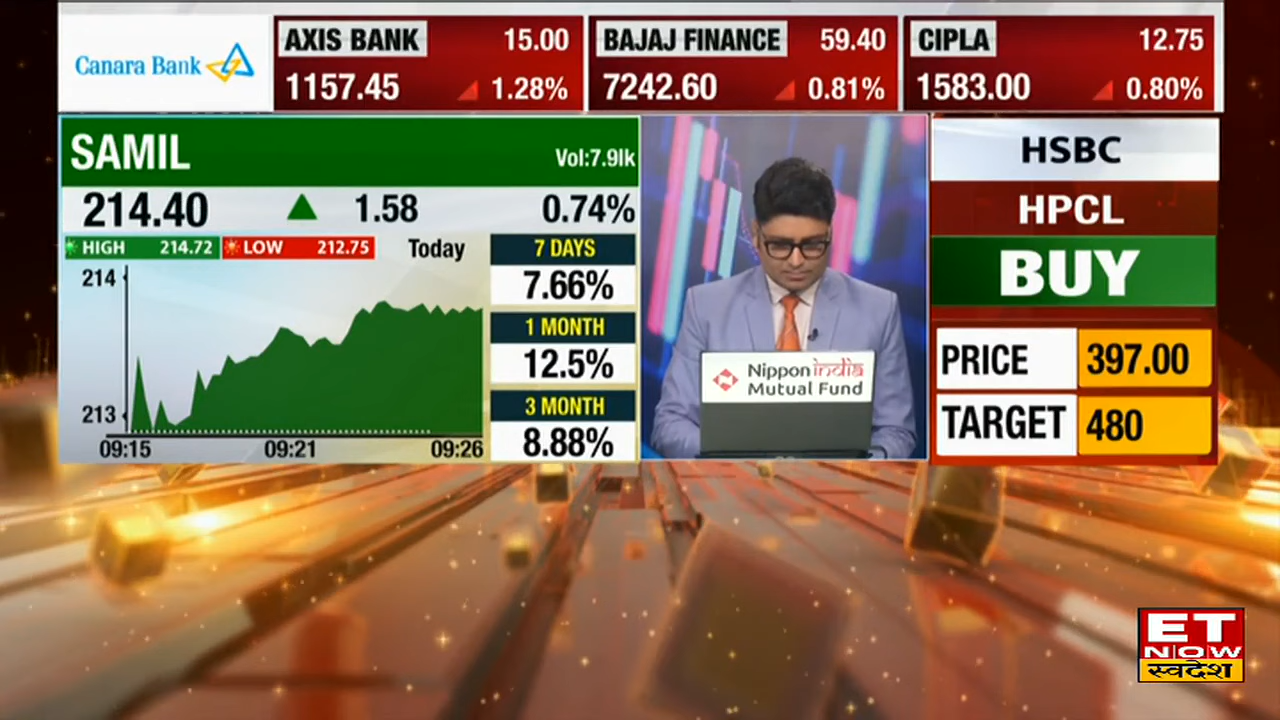 Canara Bank
AXIS BANK 15.00
1157.45 1.28%
BAJAJ FINANCE 59.40
7242.60 0.81%
CIPLA 12.75
1583.00 0.80%
SAMIL Vol:7.9lk
214.40 ▲ 1.58 0.74%
HIGH 214.72 LOW 212.75 Today
214
213
09:15 09:21 09:26
7 DAYS
7.66%
1 MONTH
12.5%
3 MONTH
8.88%
Nippon india
Mutual Fund
HSBC
HPCL
BUY
PRICE 397.00
TARGET 480
ET
NOW
स्वदेश